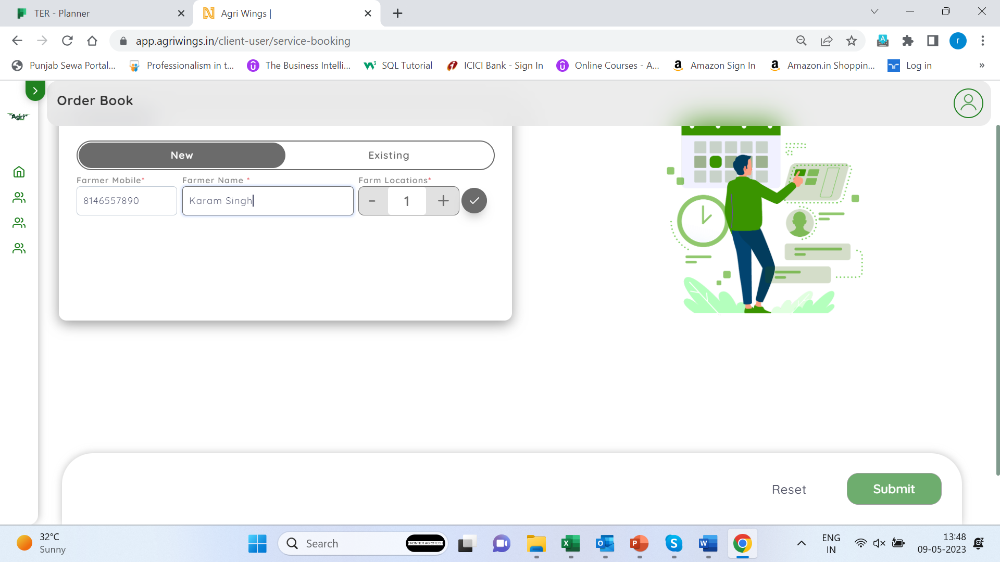 TER - Planner
Agri Wings |
app.agriwings.in/client-user/service-booking
r
Punjab Sewa Portal...
Professionalism in t...
The Business Intelli...
SQL Tutorial
ICICI Bank - Sign In
Online Courses - A...
Amazon Sign In
Amazon.in Shoppin...
Log in
»
Order Book
Agri
New
Existing
Farmer Mobile*
Farmer Name *
Farm Locations*
8146557890
Karam Singh
-
1
+
Reset
Submit
32°C
Sunny
Search
FRONTIER AGROTECH
ENG
IN
13:48
09-05-2023